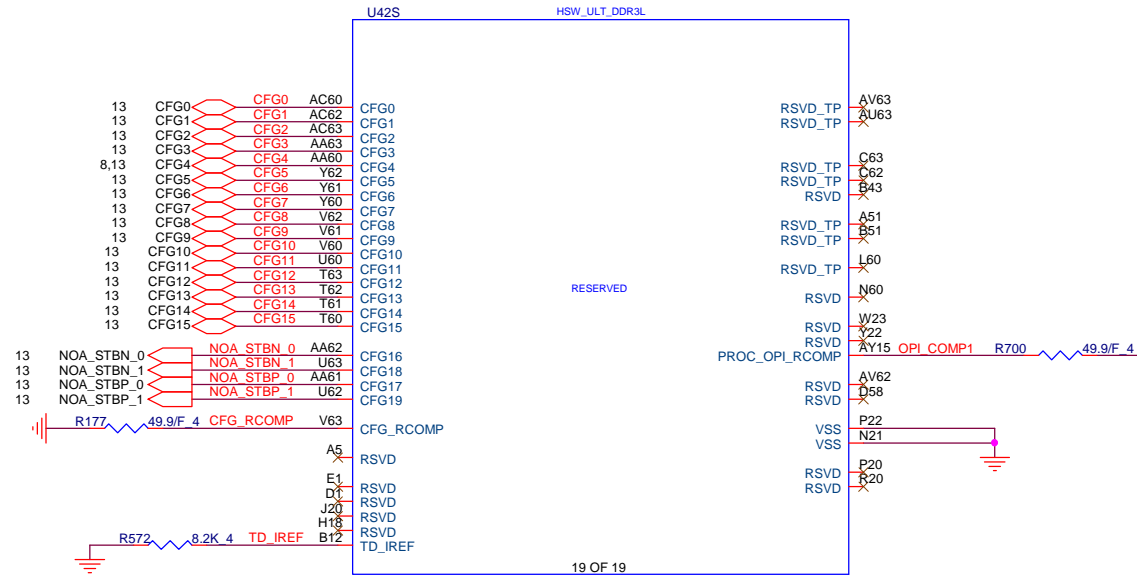 U42S HSW_ULT_DDR3L
13 CFG0 CFG0 AC60 CFG0
13 CFG1 CFG1 AC62 CFG1
13 CFG2 CFG2 AC63 CFG2
13 CFG3 CFG3 AA63 CFG3
8,13 CFG4 CFG4 AA60 CFG4
13 CFG5 CFG5 Y62 CFG5
13 CFG6 CFG6 Y61 CFG6
13 CFG7 CFG7 Y60 CFG7
13 CFG8 CFG8 V62 CFG8
13 CFG9 CFG9 V61 CFG9
13 CFG10 CFG10 V60 CFG10
13 CFG11 CFG11 U60 CFG11
13 CFG12 CFG12 T63 CFG12
13 CFG13 CFG13 T62 CFG13
13 CFG14 CFG14 T61 CFG14
13 CFG15 CFG15 T60 CFG15
13 NOA_STBN_0 NOA_STBN_0 AA62 CFG16
13 NOA_STBN_1 NOA_STBN_1 U63 CFG18
13 NOA_STBP_0 NOA_STBP_0 AA61 CFG17
13 NOA_STBP_1 NOA_STBP_1 U62 CFG19
R177 49.9/F_4 CFG_RCOMP V63 CFG_RCOMP
A5 RSVD
E1 RSVD
D1 RSVD
J20 RSVD
H18 RSVD
R572 8.2K_4 TD_IREF B12 TD_IREF
RESERVED
RSVD_TP AV63
RSVD_TP AU63
RSVD_TP C63
RSVD_TP C62
RSVD B43
RSVD_TP A51
RSVD_TP B51
RSVD_TP L60
RSVD N60
RSVD W23
RSVD Y22
PROC_OPI_RCOMP AY15 OPI_COMP1 R700 49.9/F_4
RSVD AV62
RSVD D58
VSS P22
VSS N21
RSVD P20
RSVD R20
19 OF 19